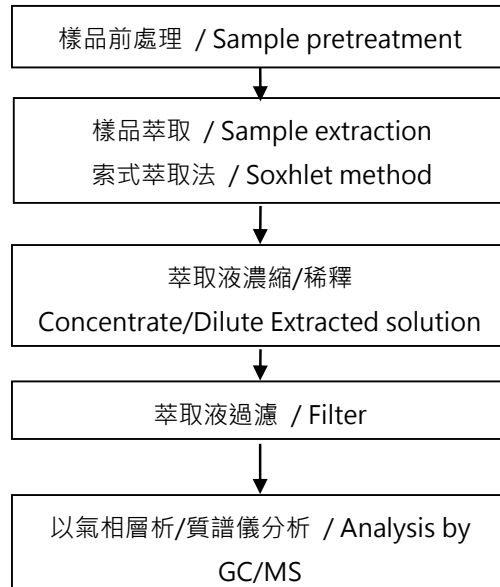 樣品前處理 / Sample pretreatment
樣品萃取 / Sample extraction
索式萃取法 / Soxhlet method
萃取液濃縮/稀釋
Concentrate/Dilute Extracted solution
萃取液過濾 / Filter
以氣相層析/質譜儀分析 / Analysis by
GC/MS